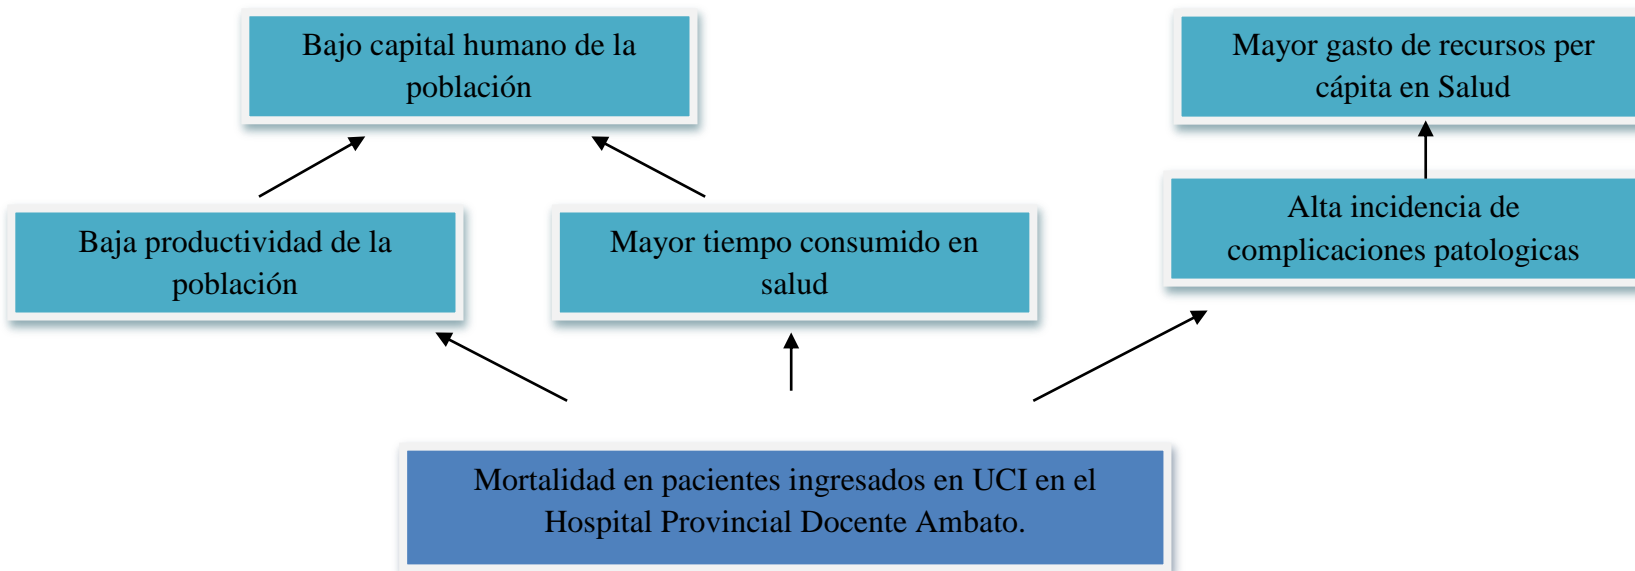 Bajo capital humano de la
población
Mayor gasto de recursos per
cápita en Salud
Baja productividad de la
población
Mayor tiempo consumido en
salud
Alta incidencia de
complicaciones patologicas
Mortalidad en pacientes ingresados en UCI en el
Hospital Provincial Docente Ambato.